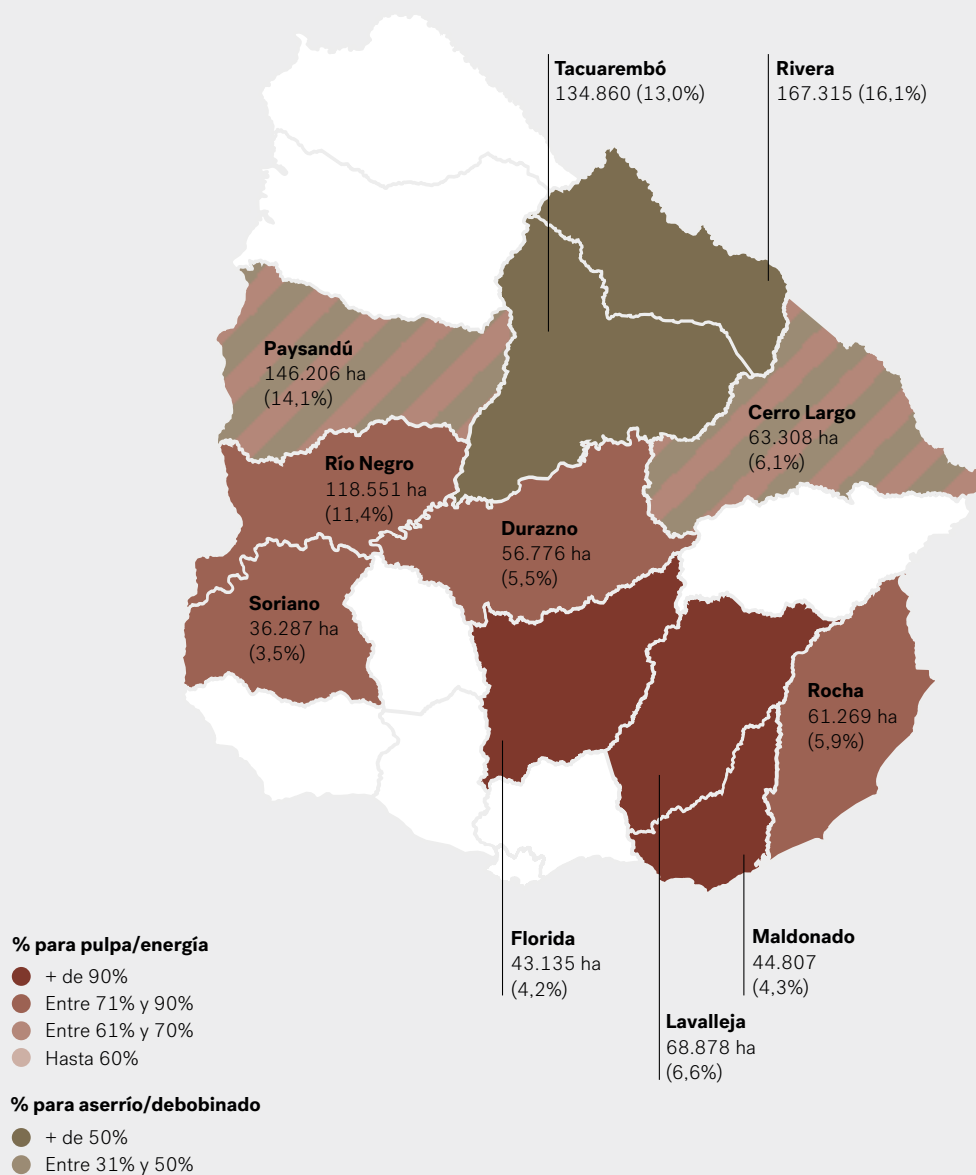 Tacuarembó
134.860 (13,0%)
Rivera
167.315 (16,1%)
Paysandú
146.206 ha
(14,1%)
Cerro Largo
63.308 ha
(6,1%)
Río Negro
118.551 ha
(11,4%)
Durazno
56.776 ha
(5,5%)
Soriano
36.287 ha
(3,5%)
Rocha
61.269 ha
(5,9%)
Florida
43.135 ha
(4,2%)
Maldonado
44.807
(4,3%)
Lavalleja
68.878 ha
(6,6%)
% para pulpa/energía
+ de 90%
Entre 71% y 90%
Entre 61% y 70%
Hasta 60%
% para aserrío/debobinado
+ de 50%
Entre 31% y 50%